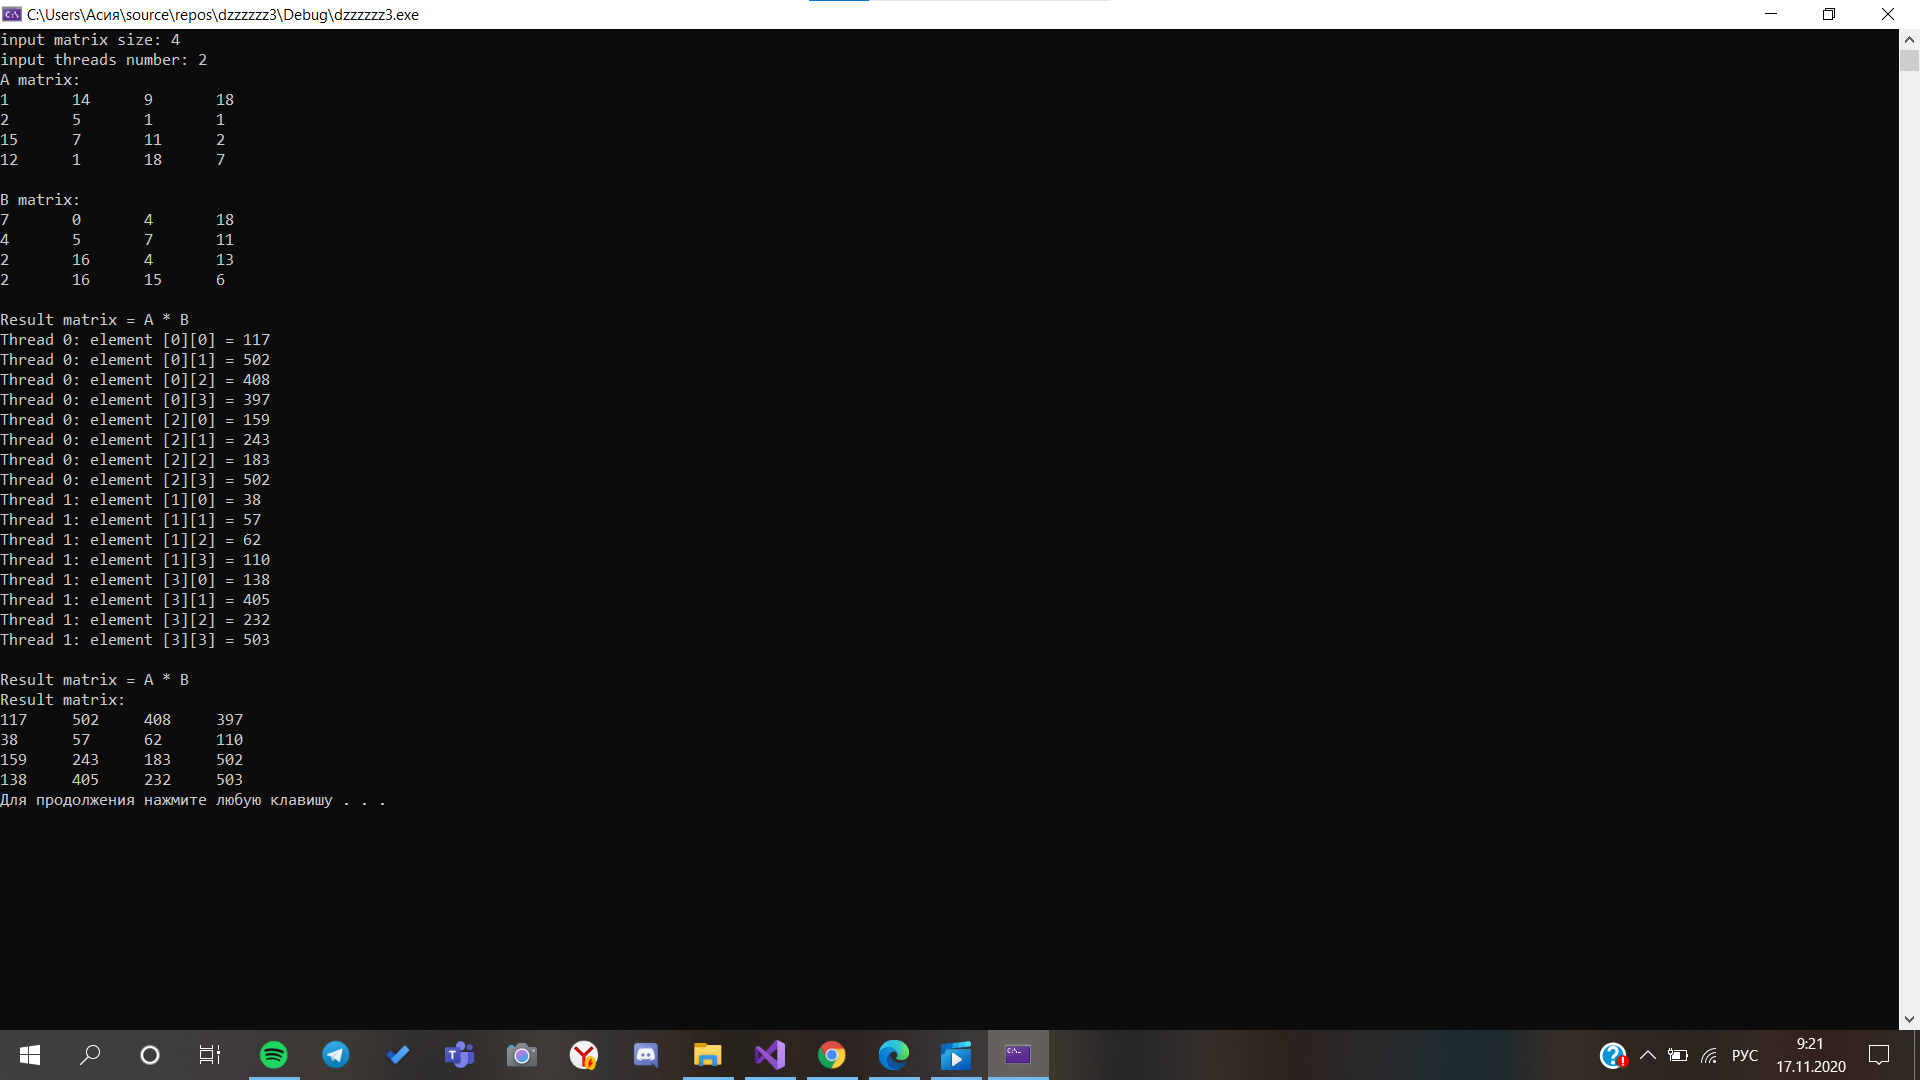 C:\Users\Асия\source\repos\dzzzzzz3\Debug\dzzzzzz3.exe
input matrix size: 4
input threads number: 2
A matrix:
1 14 9 18
2 5 1 1
15 7 11 2
12 1 18 7
B matrix:
7 0 4 18
4 5 7 11
2 16 4 13
2 16 15 6
Result matrix = A * B
Thread 0: element [0][0] = 117
Thread 0: element [0][1] = 502
Thread 0: element [0][2] = 408
Thread 0: element [0][3] = 397
Thread 0: element [2][0] = 159
Thread 0: element [2][1] = 243
Thread 0: element [2][2] = 183
Thread 0: element [2][3] = 502
Thread 1: element [1][0] = 38
Thread 1: element [1][1] = 57
Thread 1: element [1][2] = 62
Thread 1: element [1][3] = 110
Thread 1: element [3][0] = 138
Thread 1: element [3][1] = 405
Thread 1: element [3][2] = 232
Thread 1: element [3][3] = 503
Result matrix = A * B
Result matrix:
117 502 408 397
38 57 62 110
159 243 183 502
138 405 232 503
Для продолжения нажмите любую клавишу . . .
РУС
9:21
17.11.2020